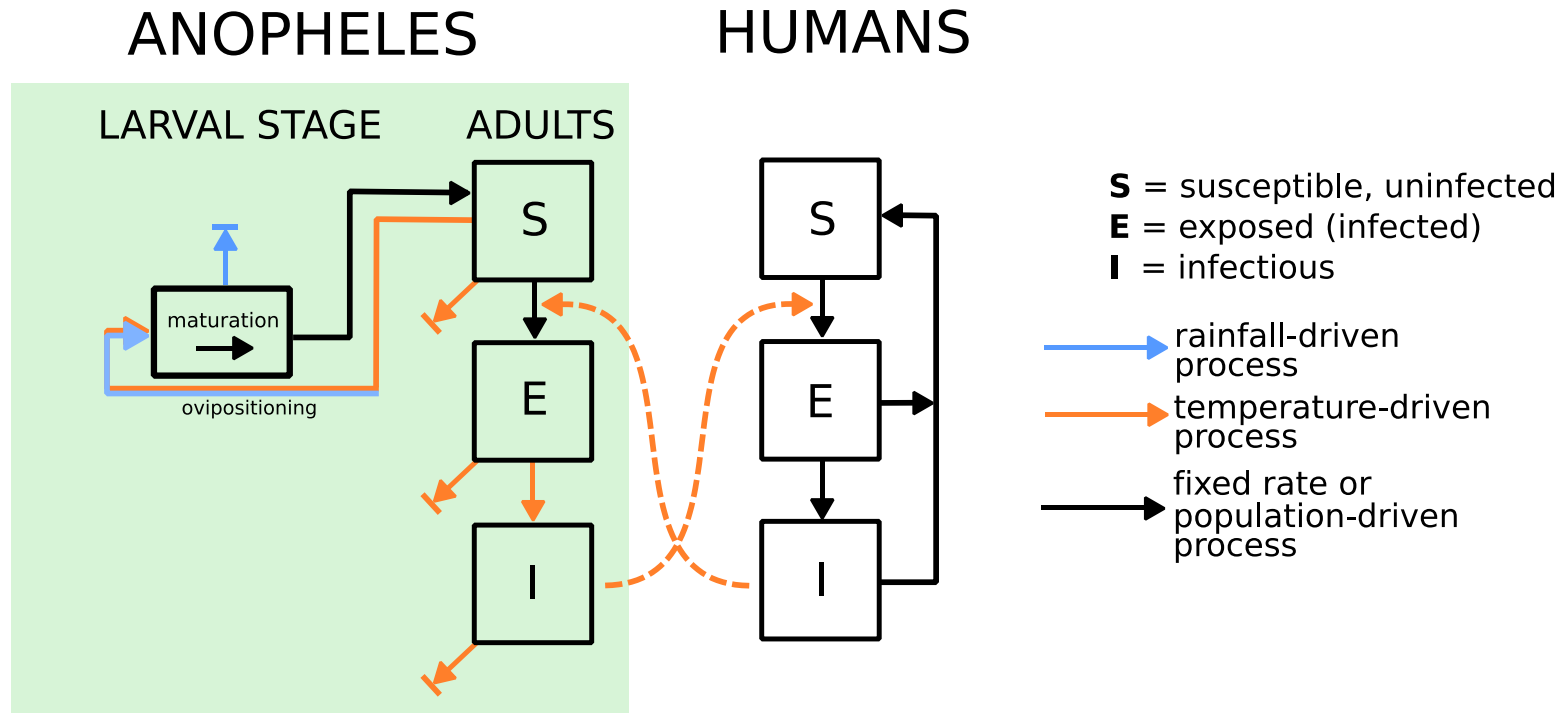 ANOPHELES
HUMANS
LARVAL STAGE
ADULTS
S
E
I
maturation
ovipositioning
S
E
I
S = susceptible, uninfected
E = exposed (infected)
I = infectious
rainfall-driven
process
temperature-driven
process
fixed rate or
population-driven
process